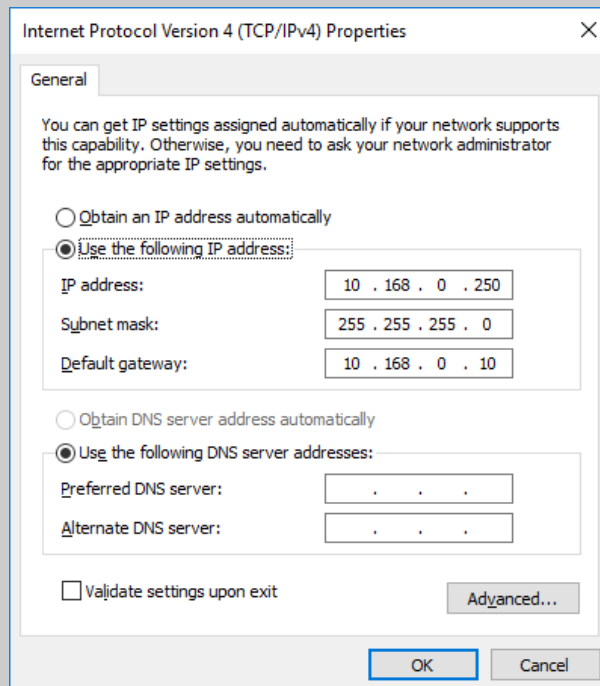 Internet Protocol Version 4 (TCP/IPv4) Properties
General
You can get IP settings assigned automatically if your network supports
this capability. Otherwise, you need to ask your network administrator
for the appropriate IP settings.
Obtain an IP address automatically
Use the following IP address:
IP address: 10 . 168 . 0 . 250
Subnet mask: 255 . 255 . 255 . 0
Default gateway: 10 . 168 . 0 . 10
Obtain DNS server address automatically
Use the following DNS server addresses:
Preferred DNS server: . . .
Alternate DNS server: . . .
Validate settings upon exit
Advanced...
OK Cancel